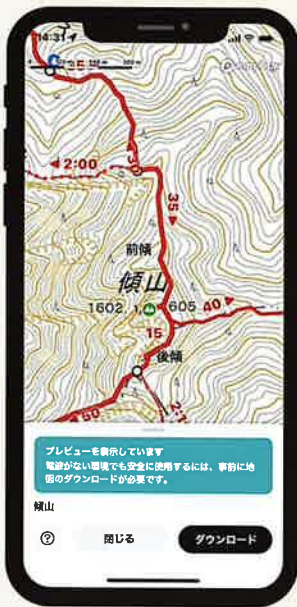 14:31
2:00
35
前傾
傾山
1602
605
40
15
後傾
50
プレビューを表示しています
電波がない環境でも安全に使用するには、事前に地
図のダウンロードが必要です。
傾山
?
閉じる
ダウンロード